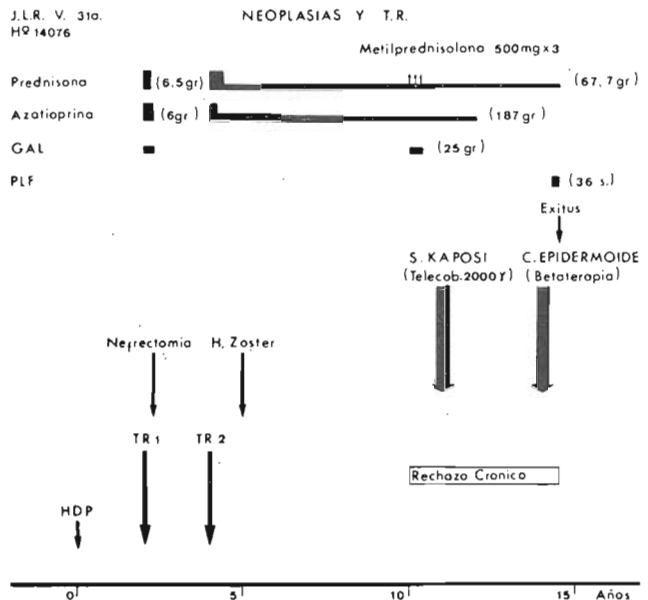 J.L.R. V. 31a. NEOPLASIAS Y T.R.
Hº 14076
Metilprednisolona 500mg x 3
Prednisona (6.5gr) (67,7gr)
Azatioprina (6gr) (187gr)
GAL (25 gr)
PLF (36 s.)
Exitus
S. KAPOSI C. EPIDERMOIDE
(Telecob. 2000 r) (Betaterapia)
Nefrectomia H. Zoster
TR 1 TR 2
Rechazo Cronico
HDP
0 5 10 15 Años